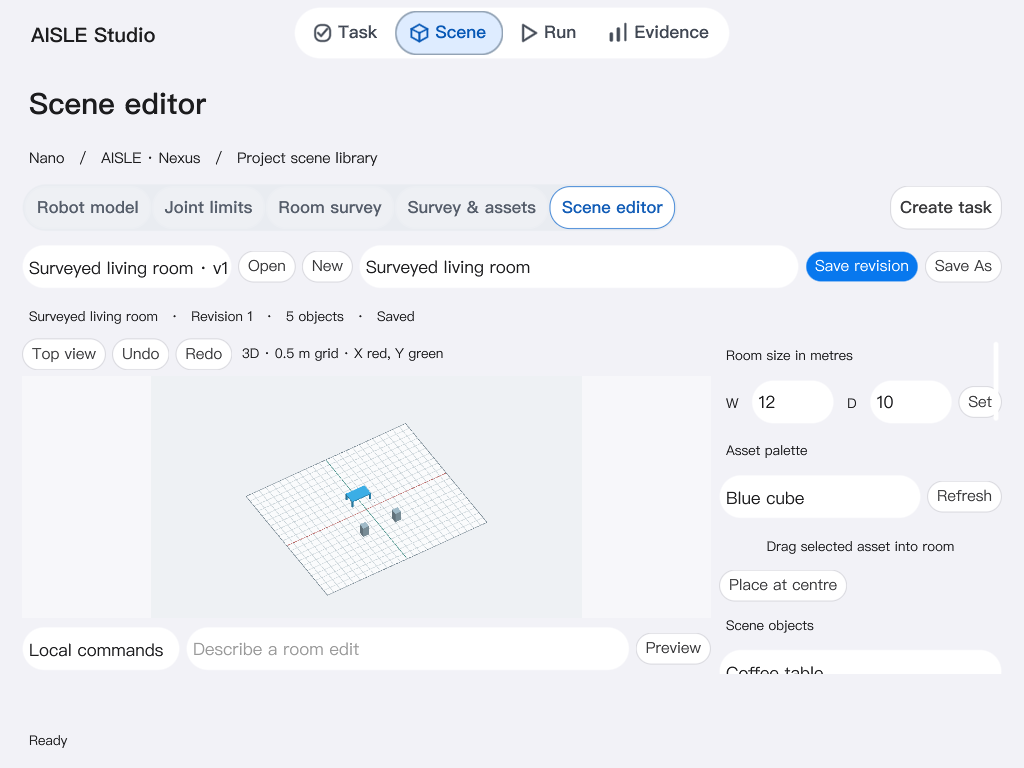 AISLE Studio
Task
Scene
Run
Evidence
Scene editor
Nano / AISLE · Nexus / Project scene library
Robot model
Joint limits
Room survey
Survey & assets
Scene editor
Create task
Surveyed living room · v1
Open
New
Surveyed living room
Save revision
Save As
Surveyed living room · Revision 1 · 5 objects · Saved
Top view
Undo
Redo
3D · 0.5 m grid · X red, Y green
Room size in metres
W
12
D
10
Set
Asset palette
Blue cube
Refresh
Drag selected asset into room
Place at centre
Scene objects
Coffee table
Local commands
Describe a room edit
Preview
Ready